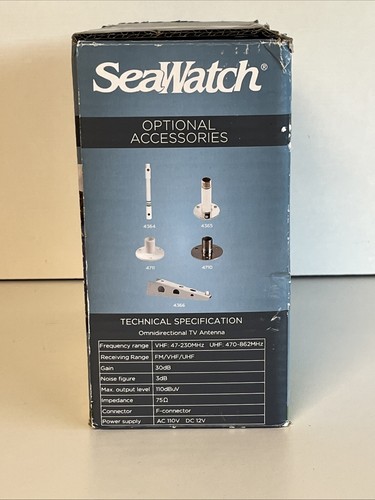 SEAWATCH®
OPTIONAL
ACCESSORIES
4364 4365
4711 4710
4366
TECHNICAL SPECIFICATION
Omnidirectional TV Antenna
Frequency range VHF: 47-230MHz UHF: 470-862MHz
Receiving Range FM/VHF/UHF
Gain 30dB
Noise figure 3dB
Max. output level 110dBuV
Impedance 75Ω
Connector F-connector
Power supply AC 110V DC 12V